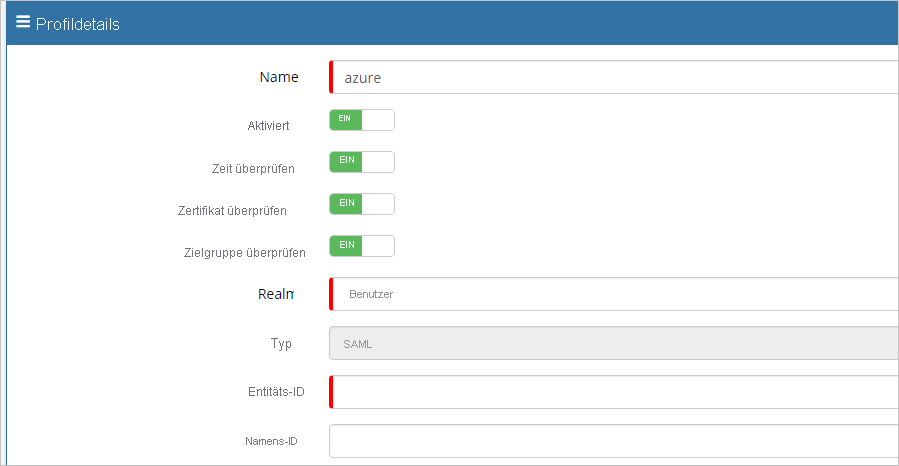 Profildetails
Name azure
Aktiviert EIN
Zeit überprüfen EIN
Zertifikat überprüfen EIN
Zielgruppe überprüfen EIN
Realm Benutzer
Typ SAML
Entitäts-ID
Namens-ID